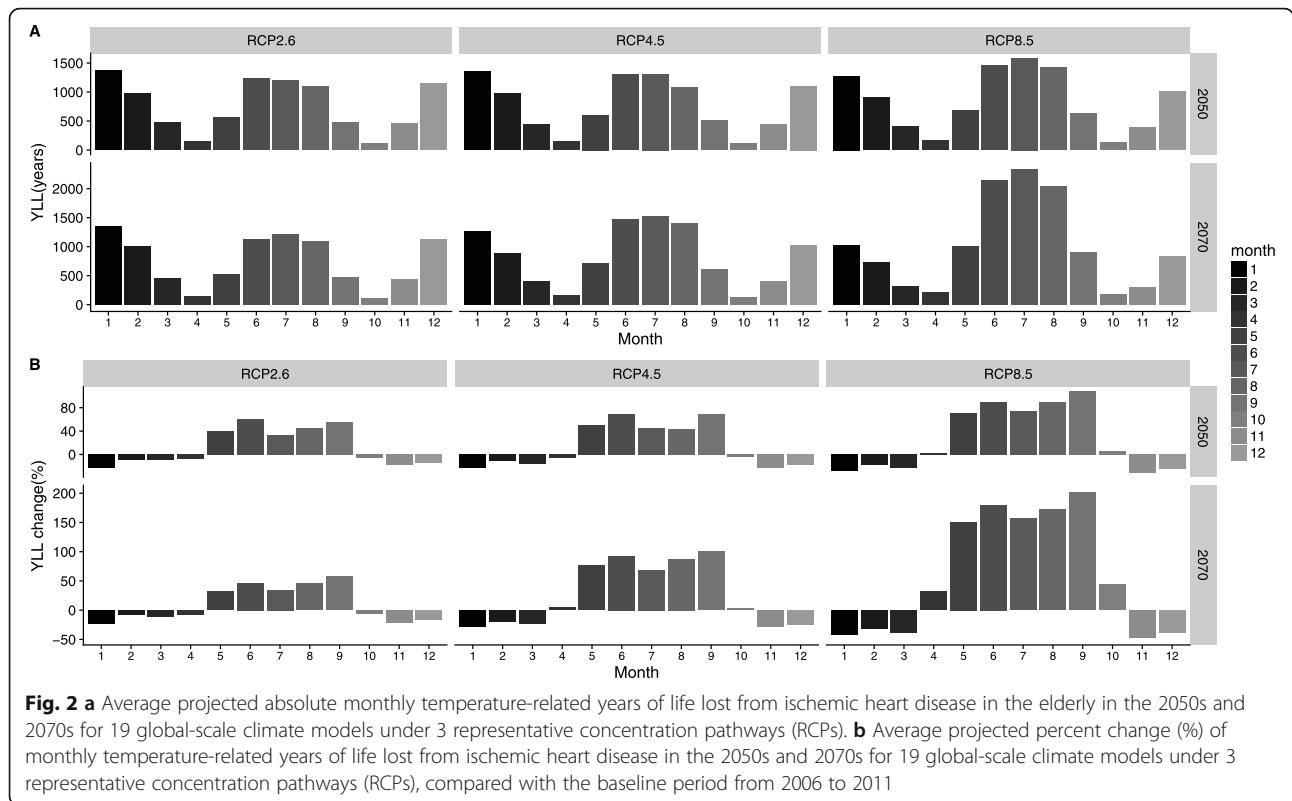 A
RCP2.6 RCP4.5 RCP8.5
1500
1000
500
0
2050
YLL(years)
2000
1500
1000
500
0
2070
1 2 3 4 5 6 7 8 9 10 11 12 1 2 3 4 5 6 7 8 9 10 11 12 1 2 3 4 5 6 7 8 9 10 11 12
Month
B
RCP2.6 RCP4.5 RCP8.5
80
40
0
2050
YLL change(%)
200
150
100
50
0
−50
2070
1 2 3 4 5 6 7 8 9 10 11 12 1 2 3 4 5 6 7 8 9 10 11 12 1 2 3 4 5 6 7 8 9 10 11 12
Month
month
1
2
3
4
5
6
7
8
9
10
11
12
Fig. 2 a Average projected absolute monthly temperature-related years of life lost from ischemic heart disease in the elderly in the 2050s and
2070s for 19 global-scale climate models under 3 representative concentration pathways (RCPs). b Average projected percent change (%) of
monthly temperature-related years of life lost from ischemic heart disease in the 2050s and 2070s for 19 global-scale climate models under 3
representative concentration pathways (RCPs), compared with the baseline period from 2006 to 2011